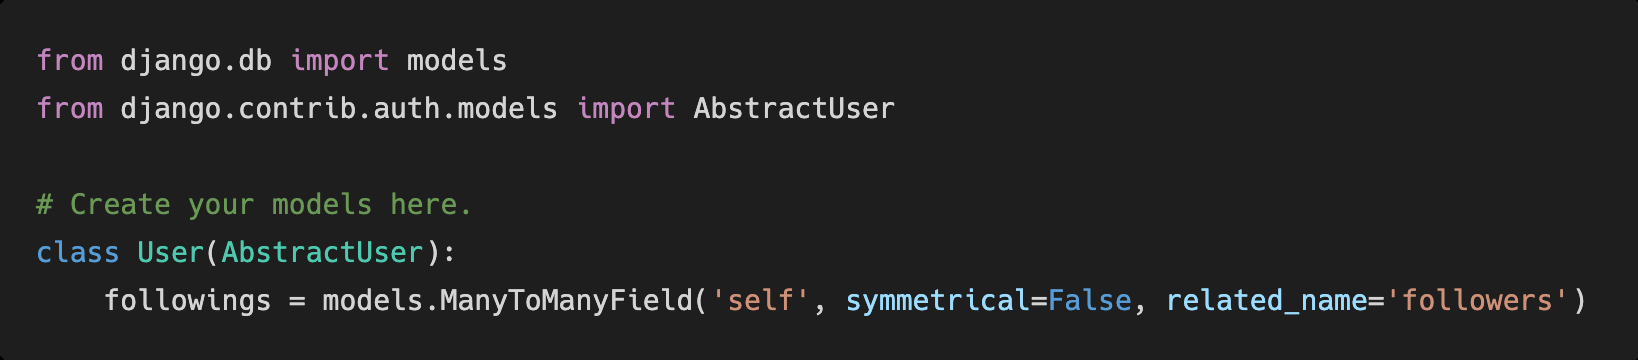 from django.db import models
from django.contrib.auth.models import AbstractUser

# Create your models here.
class User(AbstractUser):
    followings = models.ManyToManyField('self', symmetrical=False, related_name='followers')